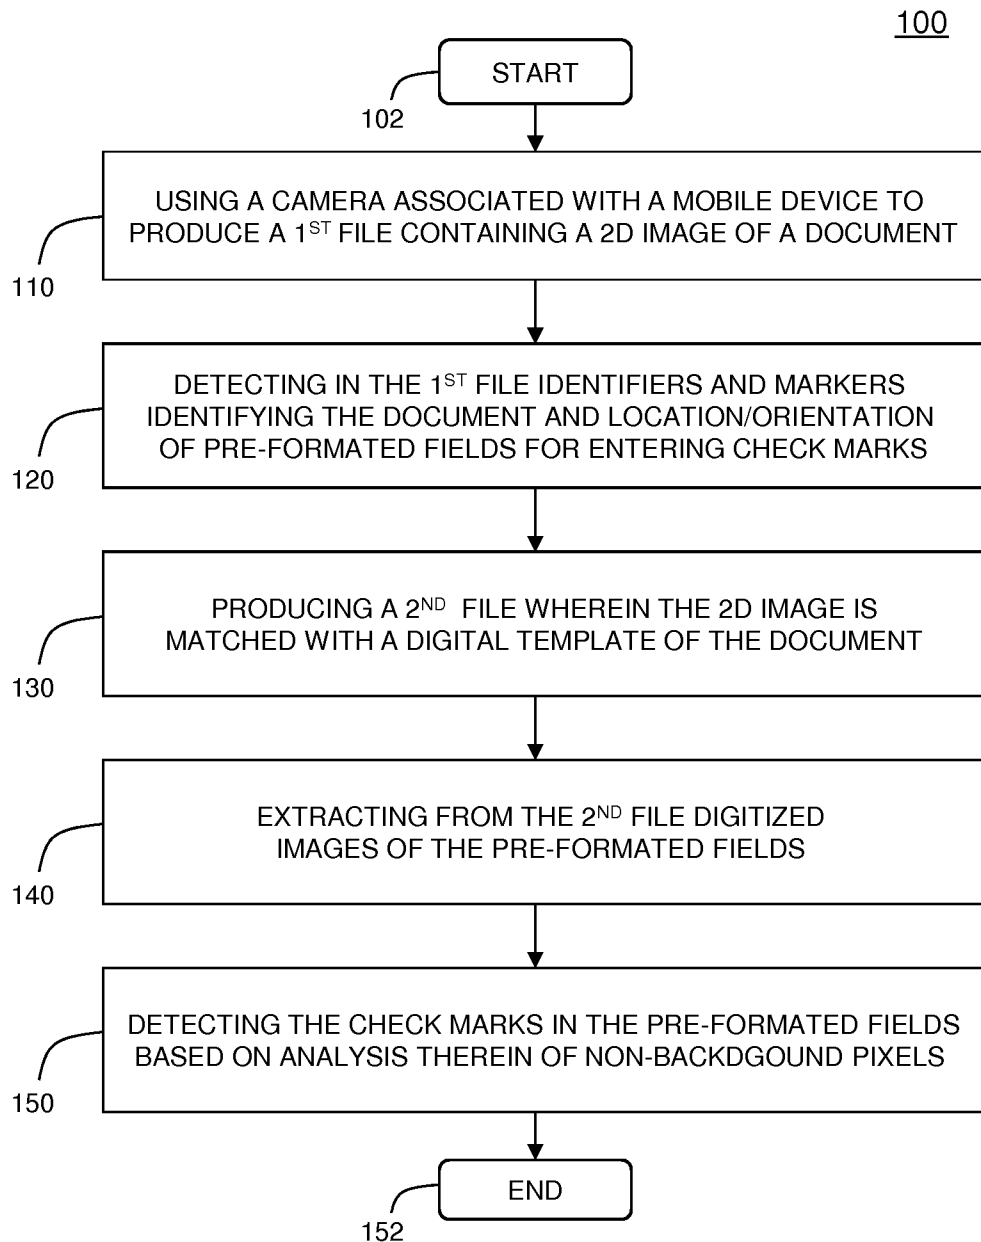 100
START
102
USING A CAMERA ASSOCIATED WITH A MOBILE DEVICE TO
PRODUCE A 1ST FILE CONTAINING A 2D IMAGE OF A DOCUMENT
110
DETECTING IN THE 1ST FILE IDENTIFIERS AND MARKERS
IDENTIFYING THE DOCUMENT AND LOCATION/ORIENTATION
OF PRE-FORMATED FIELDS FOR ENTERING CHECK MARKS
120
PRODUCING A 2ND FILE WHEREIN THE 2D IMAGE IS
MATCHED WITH A DIGITAL TEMPLATE OF THE DOCUMENT
130
EXTRACTING FROM THE 2ND FILE DIGITIZED
IMAGES OF THE PRE-FORMATED FIELDS
140
DETECTING THE CHECK MARKS IN THE PRE-FORMATED FIELDS
BASED ON ANALYSIS THEREIN OF NON-BACKDGOUND PIXELS
150
END
152